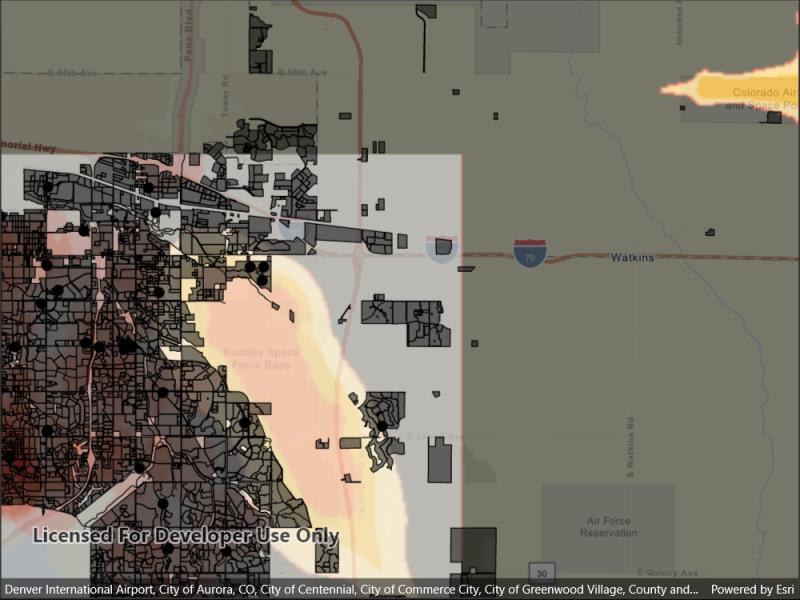 Pena Blvd
Imboden R
E 56th Ave
E 56th Ave
Tower Rd
Colorado Air
and Space Po
morial Hwy
70
Watkins
Buckley Space
Force Base
S Watkins Rd
Air Force
Reservation
Licensed For Developer Use Only
30
E Quincy Ave
Denver International Airport, City of Aurora, CO, City of Centennial, City of Commerce City, City of Greenwood Village, County and...
Powered by Esri